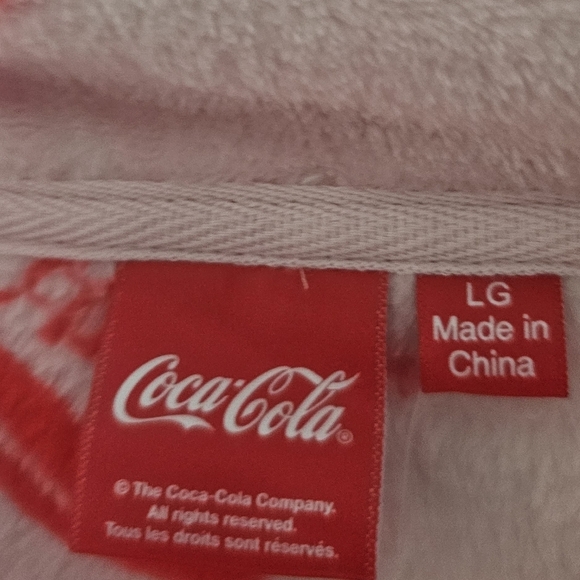 Coca-Cola®
© The Coca-Cola Company.
All rights reserved.
Tous les droits sont réservés.
LG
Made in
China